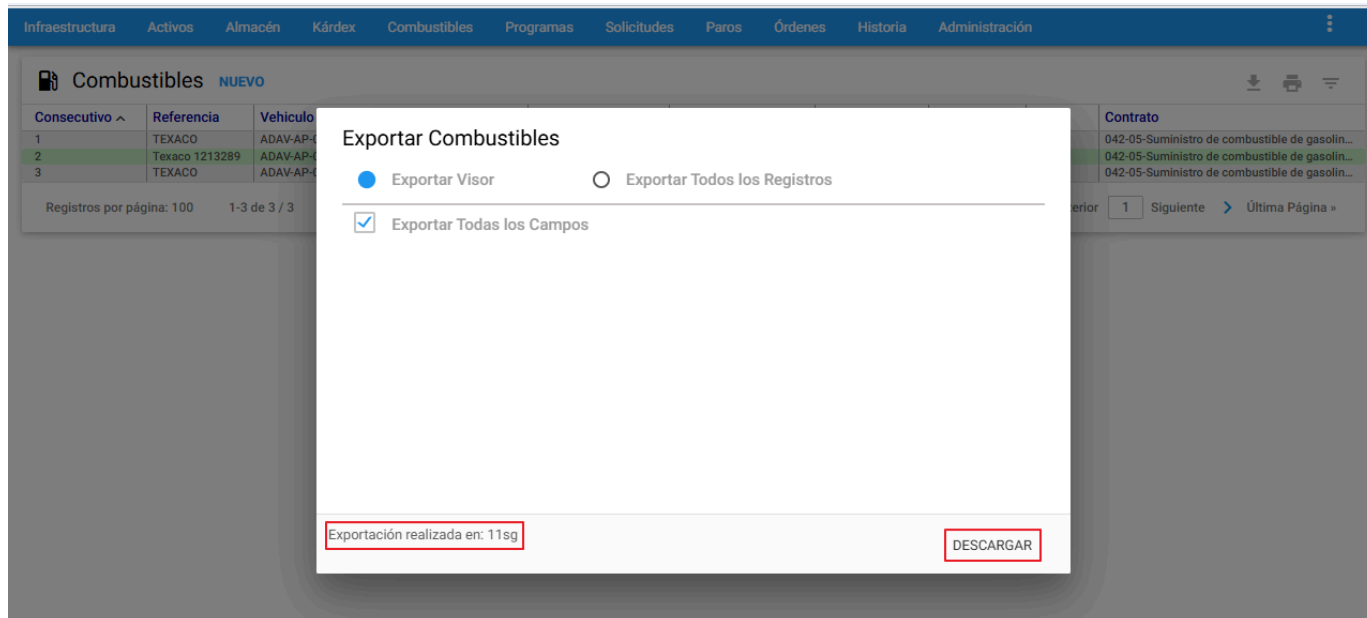 Infraestructura Activos Almacén Kárdex Combustibles Programas Solicitudes Paros Órdenes Historia Administración
Combustibles NUEVO
Consecutivo Referencia Vehiculo Contrato
1 TEXACO 042-05-Suministro de combustible de gasolin...
2 Texaco 1213289 042-05-Suministro de combustible de gasolin...
3 TEXACO 042-05-Suministro de combustible de gasolin...
Registros por página: 100 1-3 de 3 / 3 1 Siguiente Última Página »
Exportar Combustibles
Exportar Visor Exportar Todos los Registros
Exportar Todas los Campos
Exportación realizada en: 11sg
DESCARGAR